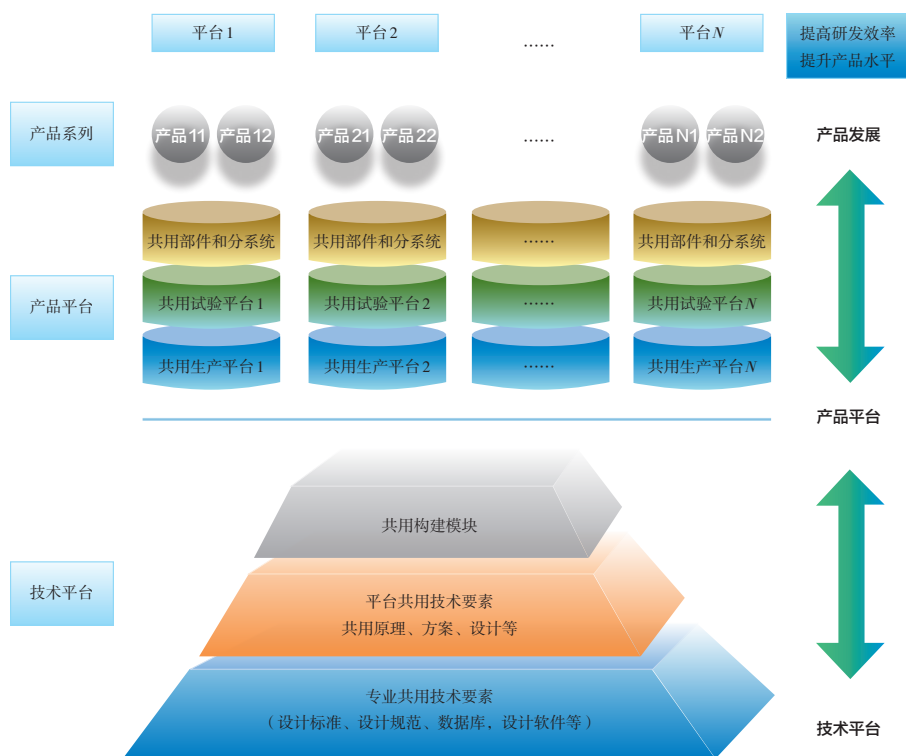 平台1
平台2
……
平台N
提高研发效率
提升产品水平
产品系列
产品11
产品12
产品21
产品22
……
产品N1
产品N2
产品发展
共用部件和分系统
共用部件和分系统
……
共用部件和分系统
产品平台
共用试验平台1
共用试验平台2
……
共用试验平台N
共用生产平台1
共用生产平台2
……
共用生产平台N
产品平台
共用构建模块
技术平台
平台共用技术要素
共用原理、方案、设计等
专业共用技术要素
（设计标准、设计规范、数据库，设计软件等）
技术平台